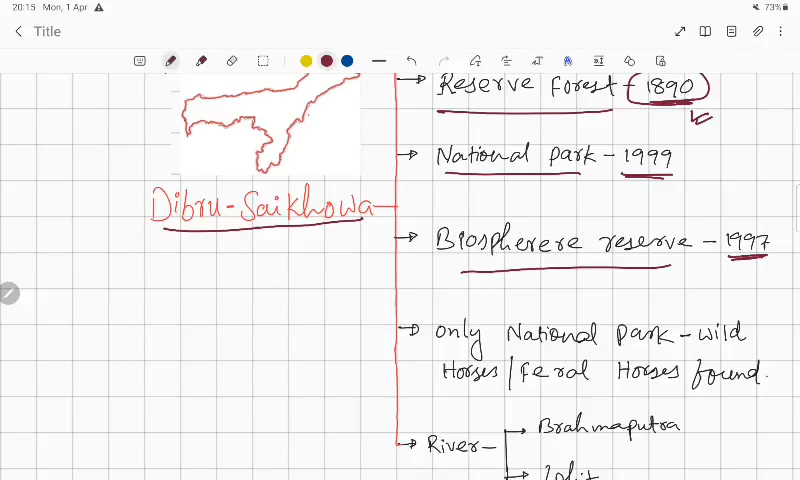 20:15 Mon, 1 Apr
73%
Title
Reserve Forest - (1890)
National park - 1999
Dibru-Saikhowa-
Biospherere reserve - 1997
only National park - wild
Horses / Feral Horses found.
River-
Brahmaputra
Lohit